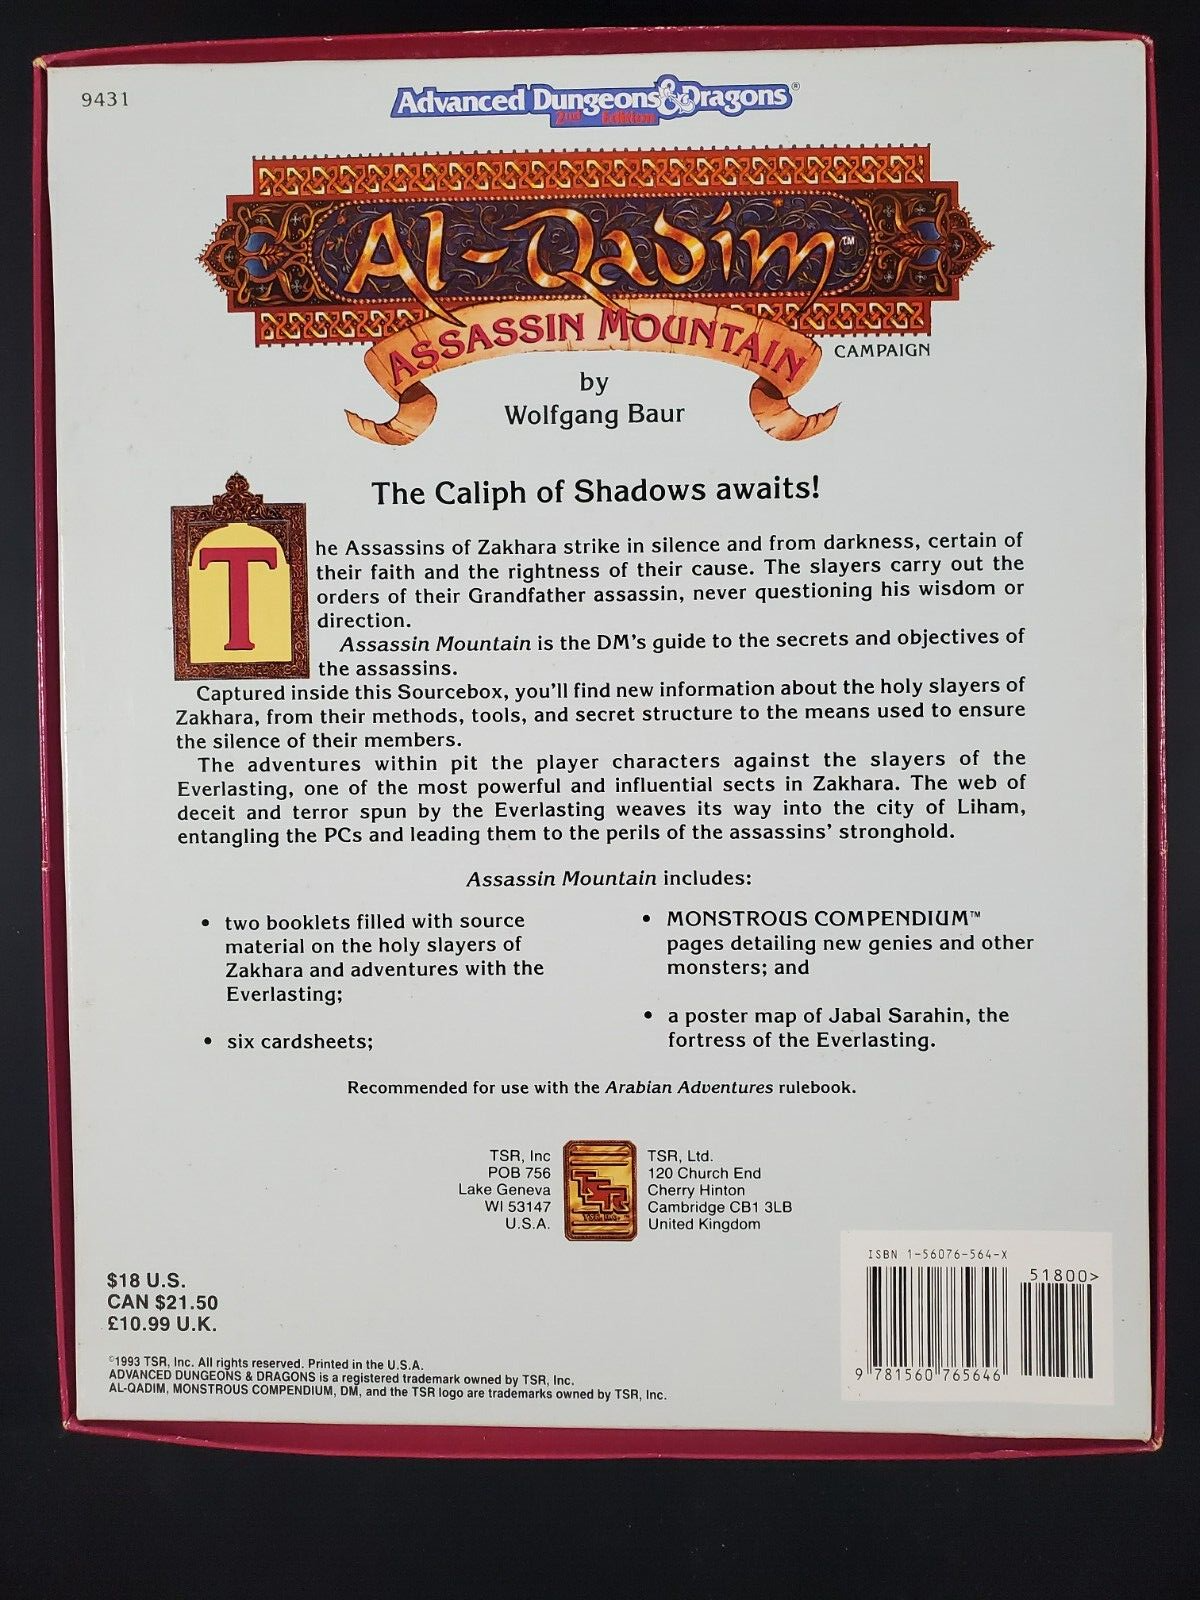 9431
Advanced Dungeons & Dragons®
2nd Edition
AL-QADIM™
ASSASSIN MOUNTAIN
CAMPAIGN
by
Wolfgang Baur
The Caliph of Shadows awaits!
The Assassins of Zakhara strike in silence and from darkness, certain of
their faith and the rightness of their cause. The slayers carry out the
orders of their Grandfather assassin, never questioning his wisdom or
direction.
Assassin Mountain is the DM's guide to the secrets and objectives of
the assassins.
Captured inside this Sourcebox, you'll find new information about the holy slayers of
Zakhara, from their methods, tools, and secret structure to the means used to ensure
the silence of their members.
The adventures within pit the player characters against the slayers of the
Everlasting, one of the most powerful and influential sects in Zakhara. The web of
deceit and terror spun by the Everlasting weaves its way into the city of Liham,
entangling the PCs and leading them to the perils of the assassins' stronghold.
Assassin Mountain includes:
• two booklets filled with source
material on the holy slayers of
Zakhara and adventures with the
Everlasting;
• six cardsheets;
• MONSTROUS COMPENDIUM™
pages detailing new genies and other
monsters; and
• a poster map of Jabal Sarahin, the
fortress of the Everlasting.
Recommended for use with the Arabian Adventures rulebook.
TSR, Inc
POB 756
Lake Geneva
WI 53147
U.S.A.
TSR
TSR, Ltd.
120 Church End
Cherry Hinton
Cambridge CB1 3LB
United Kingdom
$18 U.S.
CAN $21.50
£10.99 U.K.
©1993 TSR, Inc. All rights reserved. Printed in the U.S.A.
ADVANCED DUNGEONS & DRAGONS is a registered trademark owned by TSR, Inc.
AL-QADIM, MONSTROUS COMPENDIUM, DM, and the TSR logo are trademarks owned by TSR, Inc.
ISBN 1-56076-564-X
51800>
9 781560 765646